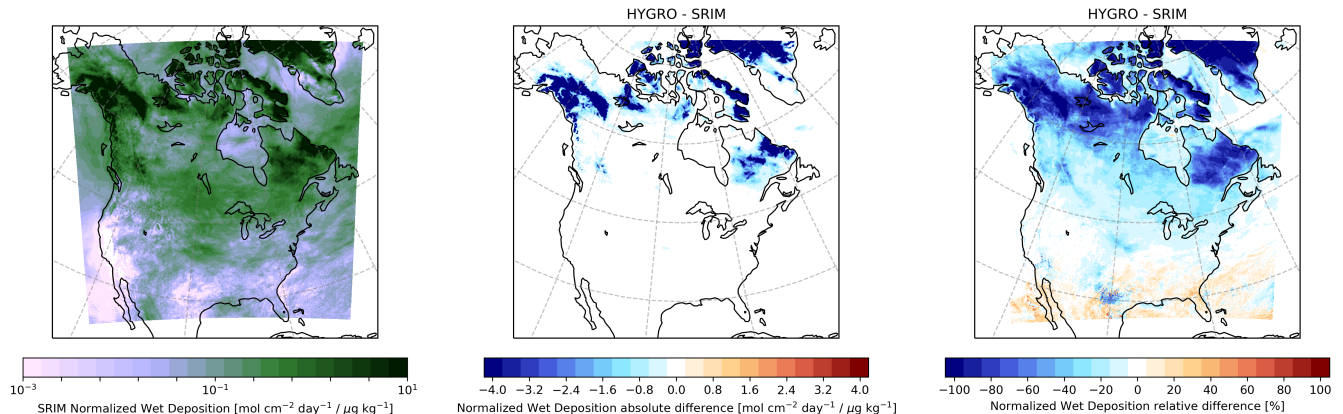 HYGRO - SRIM
HYGRO - SRIM
10⁻³ 10⁻¹ 10¹
SRIM Normalized Wet Deposition [mol cm⁻² day⁻¹ / μg kg⁻¹]
−4.0 −3.2 −2.4 −1.6 −0.8 0.0 0.8 1.6 2.4 3.2 4.0
Normalized Wet Deposition absolute difference [mol cm⁻² day⁻¹ / μg kg⁻¹]
−100 −80 −60 −40 −20 0 20 40 60 80 100
Normalized Wet Deposition relative difference [%]